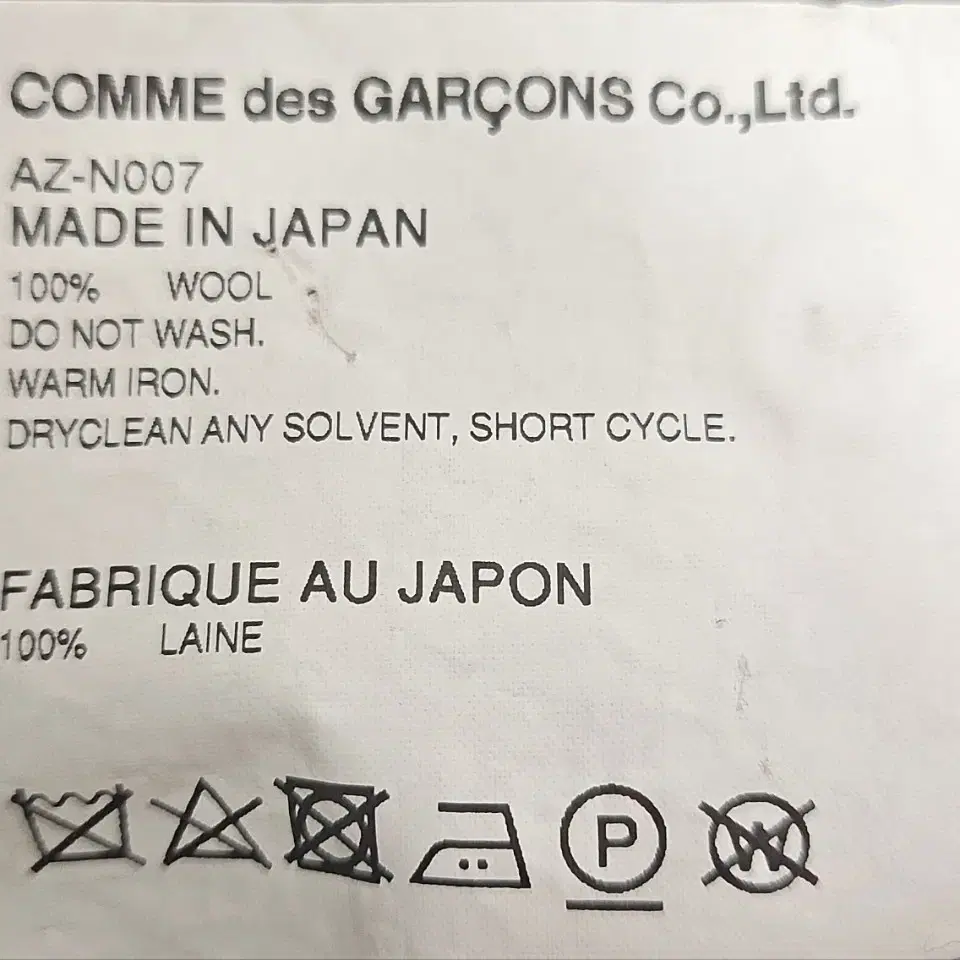 COMME des GARÇONS Co.,Ltd.
AZ-N007
MADE IN JAPAN
100% WOOL
DO NOT WASH.
WARM IRON.
DRYCLEAN ANY SOLVENT, SHORT CYCLE.
FABRIQUE AU JAPON
100% LAINE
P W